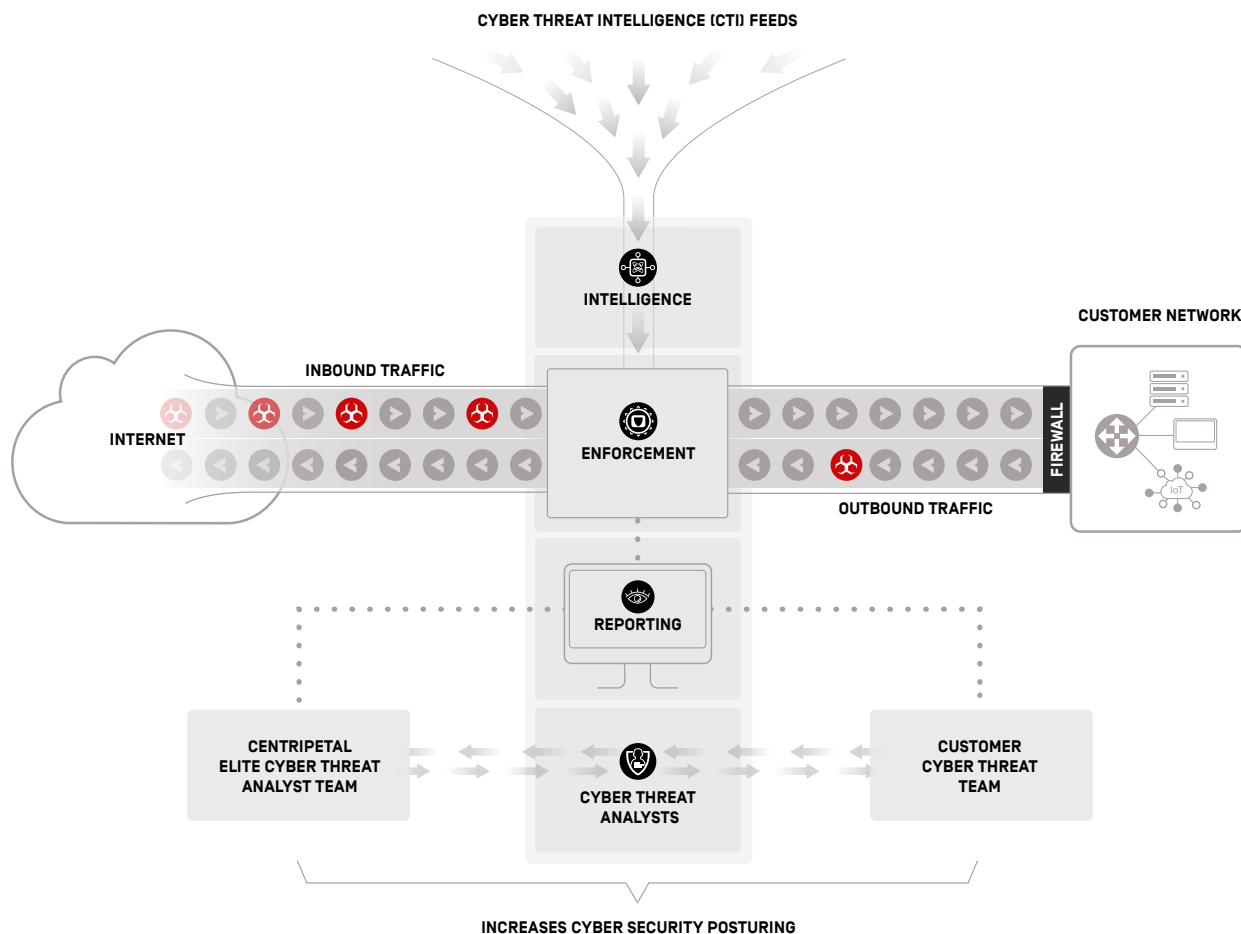 CYBER THREAT INTELLIGENCE (CTI) FEEDS
INTELLIGENCE
CUSTOMER NETWORK
INBOUND TRAFFIC
INTERNET
ENFORCEMENT
FIREWALL
IoT
OUTBOUND TRAFFIC
REPORTING
CENTRIPETAL
ELITE CYBER THREAT
ANALYST TEAM
CYBER THREAT
ANALYSTS
CUSTOMER
CYBER THREAT
TEAM
INCREASES CYBER SECURITY POSTURING